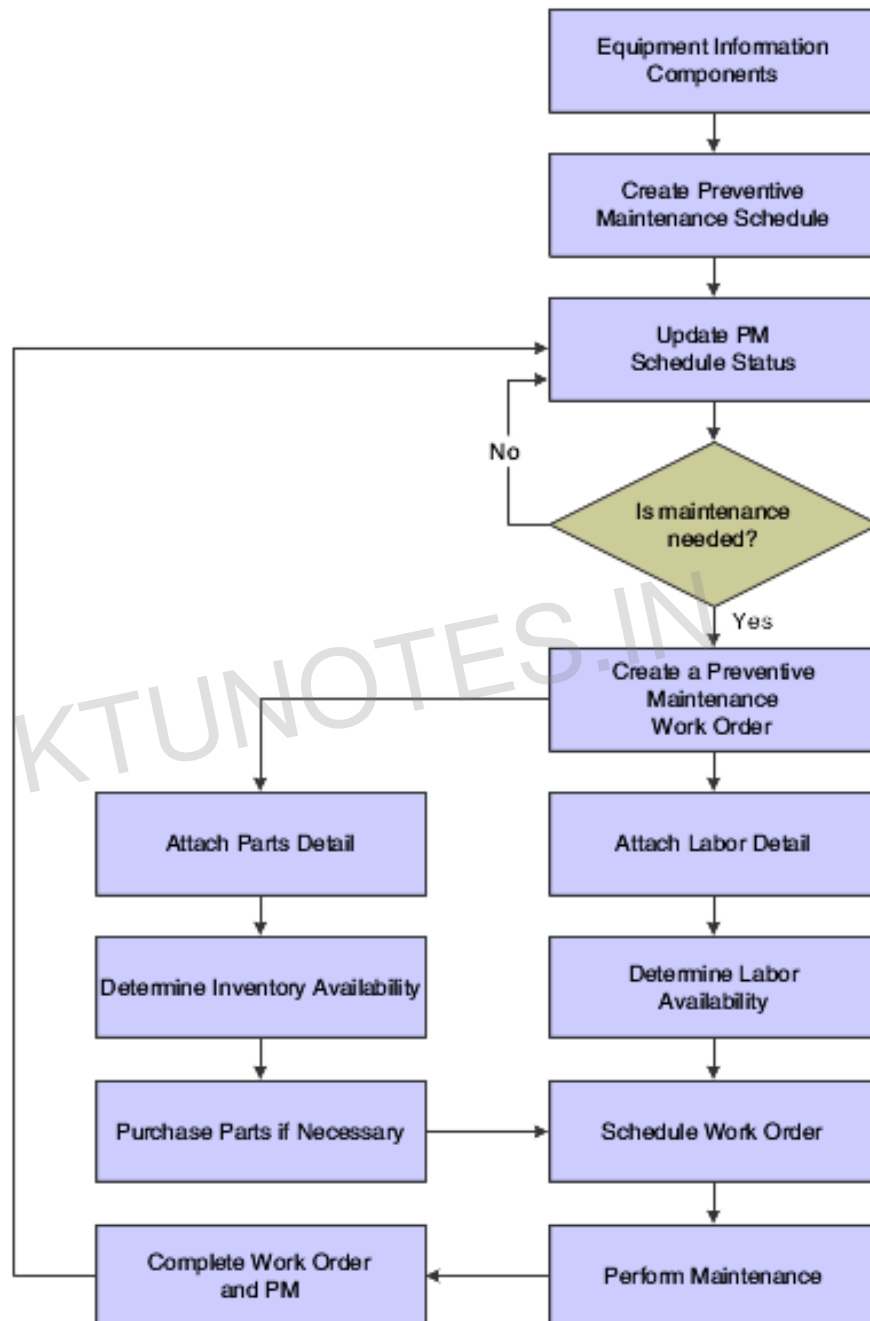 Equipment Information
Components
Create Preventive
Maintenance Schedule
Update PM
Schedule Status
No
Is maintenance
needed?
Yes
KTUNOTES.IN
Create a Preventive
Maintenance
Work Order
Attach Parts Detail
Attach Labor Detail
Determine Inventory Availability
Determine Labor
Availability
Purchase Parts if Necessary
Schedule Work Order
Complete Work Order
and PM
Perform Maintenance